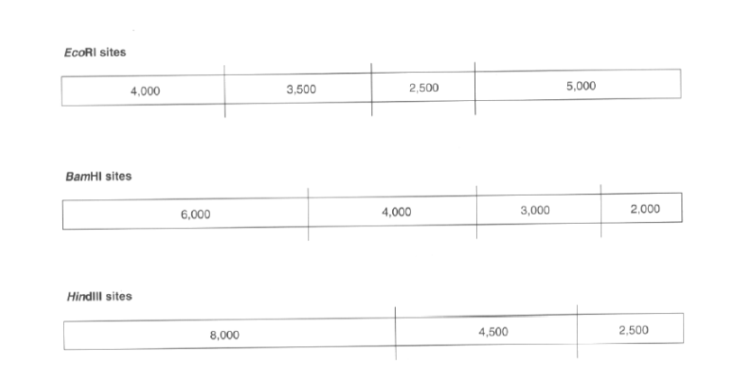 EcoRI sites
4,000 3,500 2,500 5,000
BamHI sites
6,000 4,000 3,000 2.000
HindIII sites
8,000 4,500 2,500